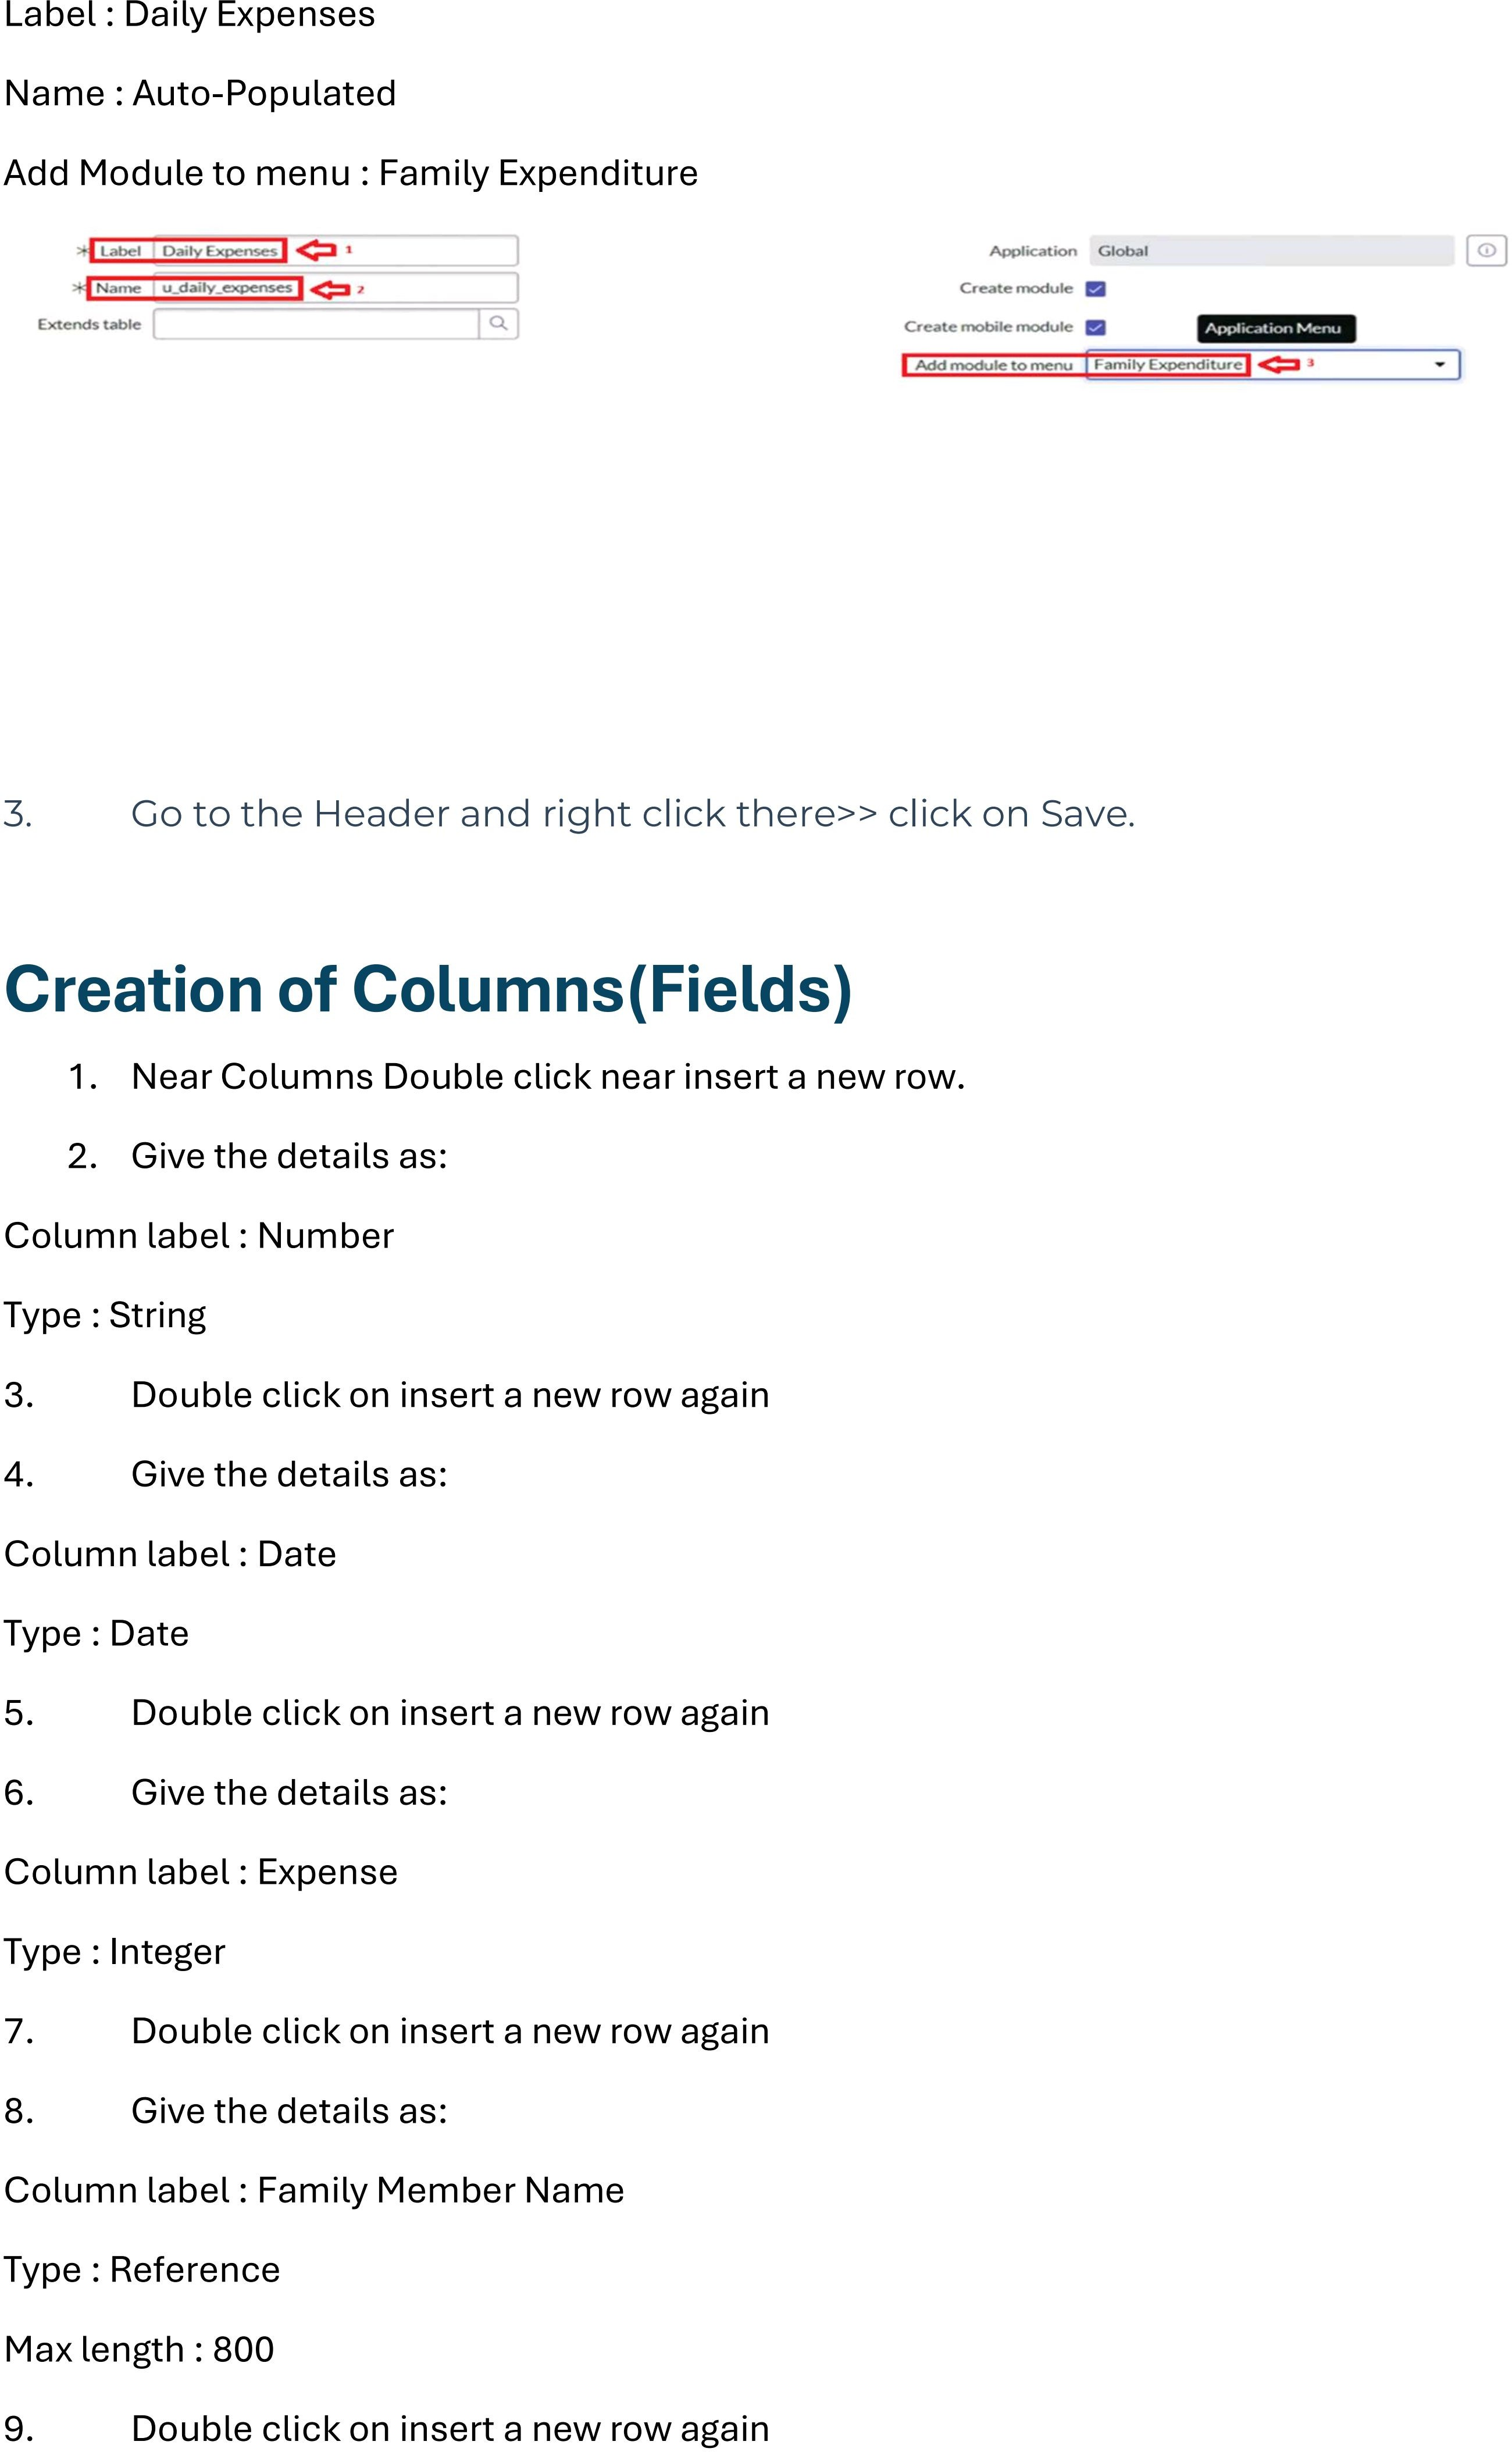 Label : Daily Expenses
Name : Auto-Populated
Add Module to menu : Family Expenditure
* Label Daily Expenses 1
* Name u_daily_expenses 2
Extends table
Application Global
Create module
Create mobile module Application Menu
Add module to menu Family Expenditure 3
3. Go to the Header and right click there>> click on Save.
Creation of Columns(Fields)
1. Near Columns Double click near insert a new row.
2. Give the details as:
Column label : Number
Type : String
3. Double click on insert a new row again
4. Give the details as:
Column label : Date
Type : Date
5. Double click on insert a new row again
6. Give the details as:
Column label : Expense
Type : Integer
7. Double click on insert a new row again
8. Give the details as:
Column label : Family Member Name
Type : Reference
Max length : 800
9. Double click on insert a new row again